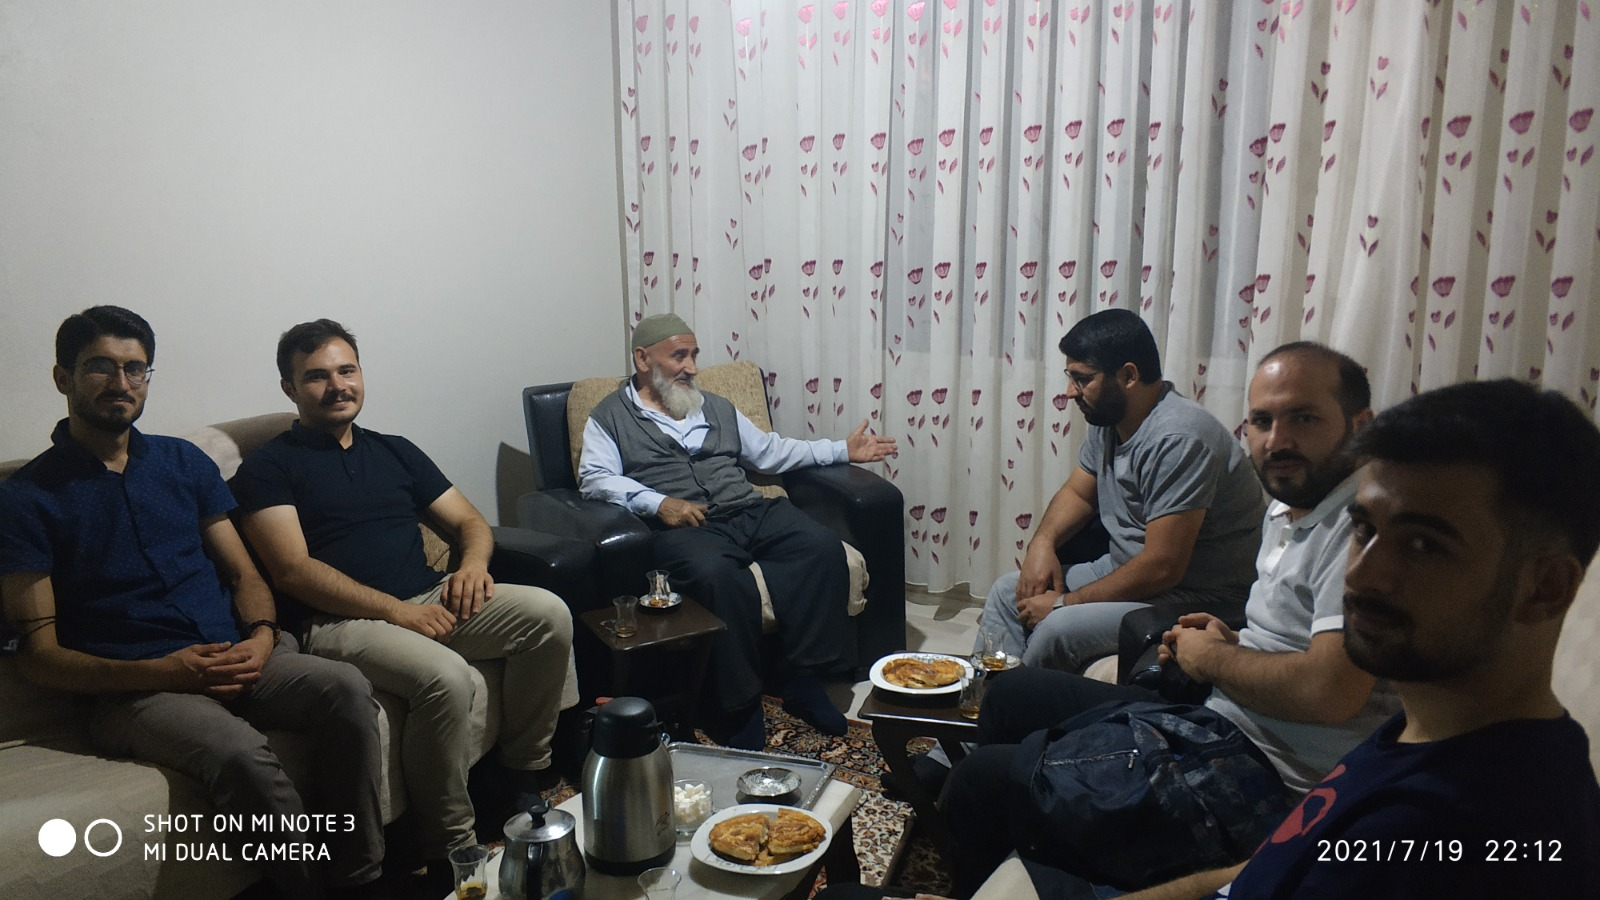 SHOT ON MI NOTE 3
MI DUAL CAMERA
2021/7/19 22:12